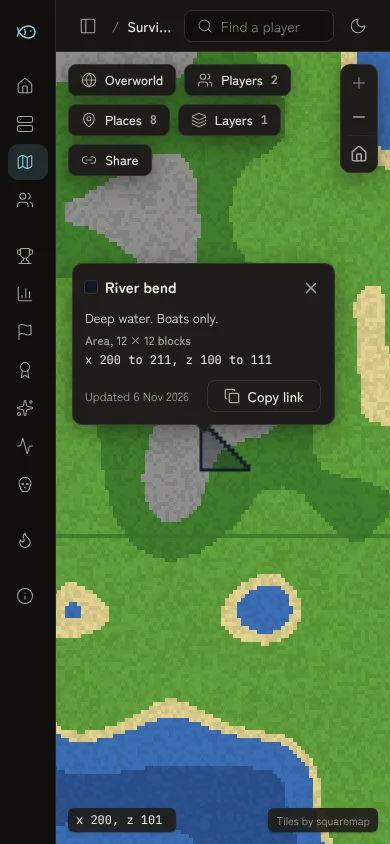 / Survi...
Find a player
Overworld
Players 2
Places 8
Layers 1
Share
River bend
Deep water. Boats only.
Area, 12 × 12 blocks
x 200 to 211, z 100 to 111
Updated 6 Nov 2026
Copy link
x 200, z 101
Tiles by squaremap